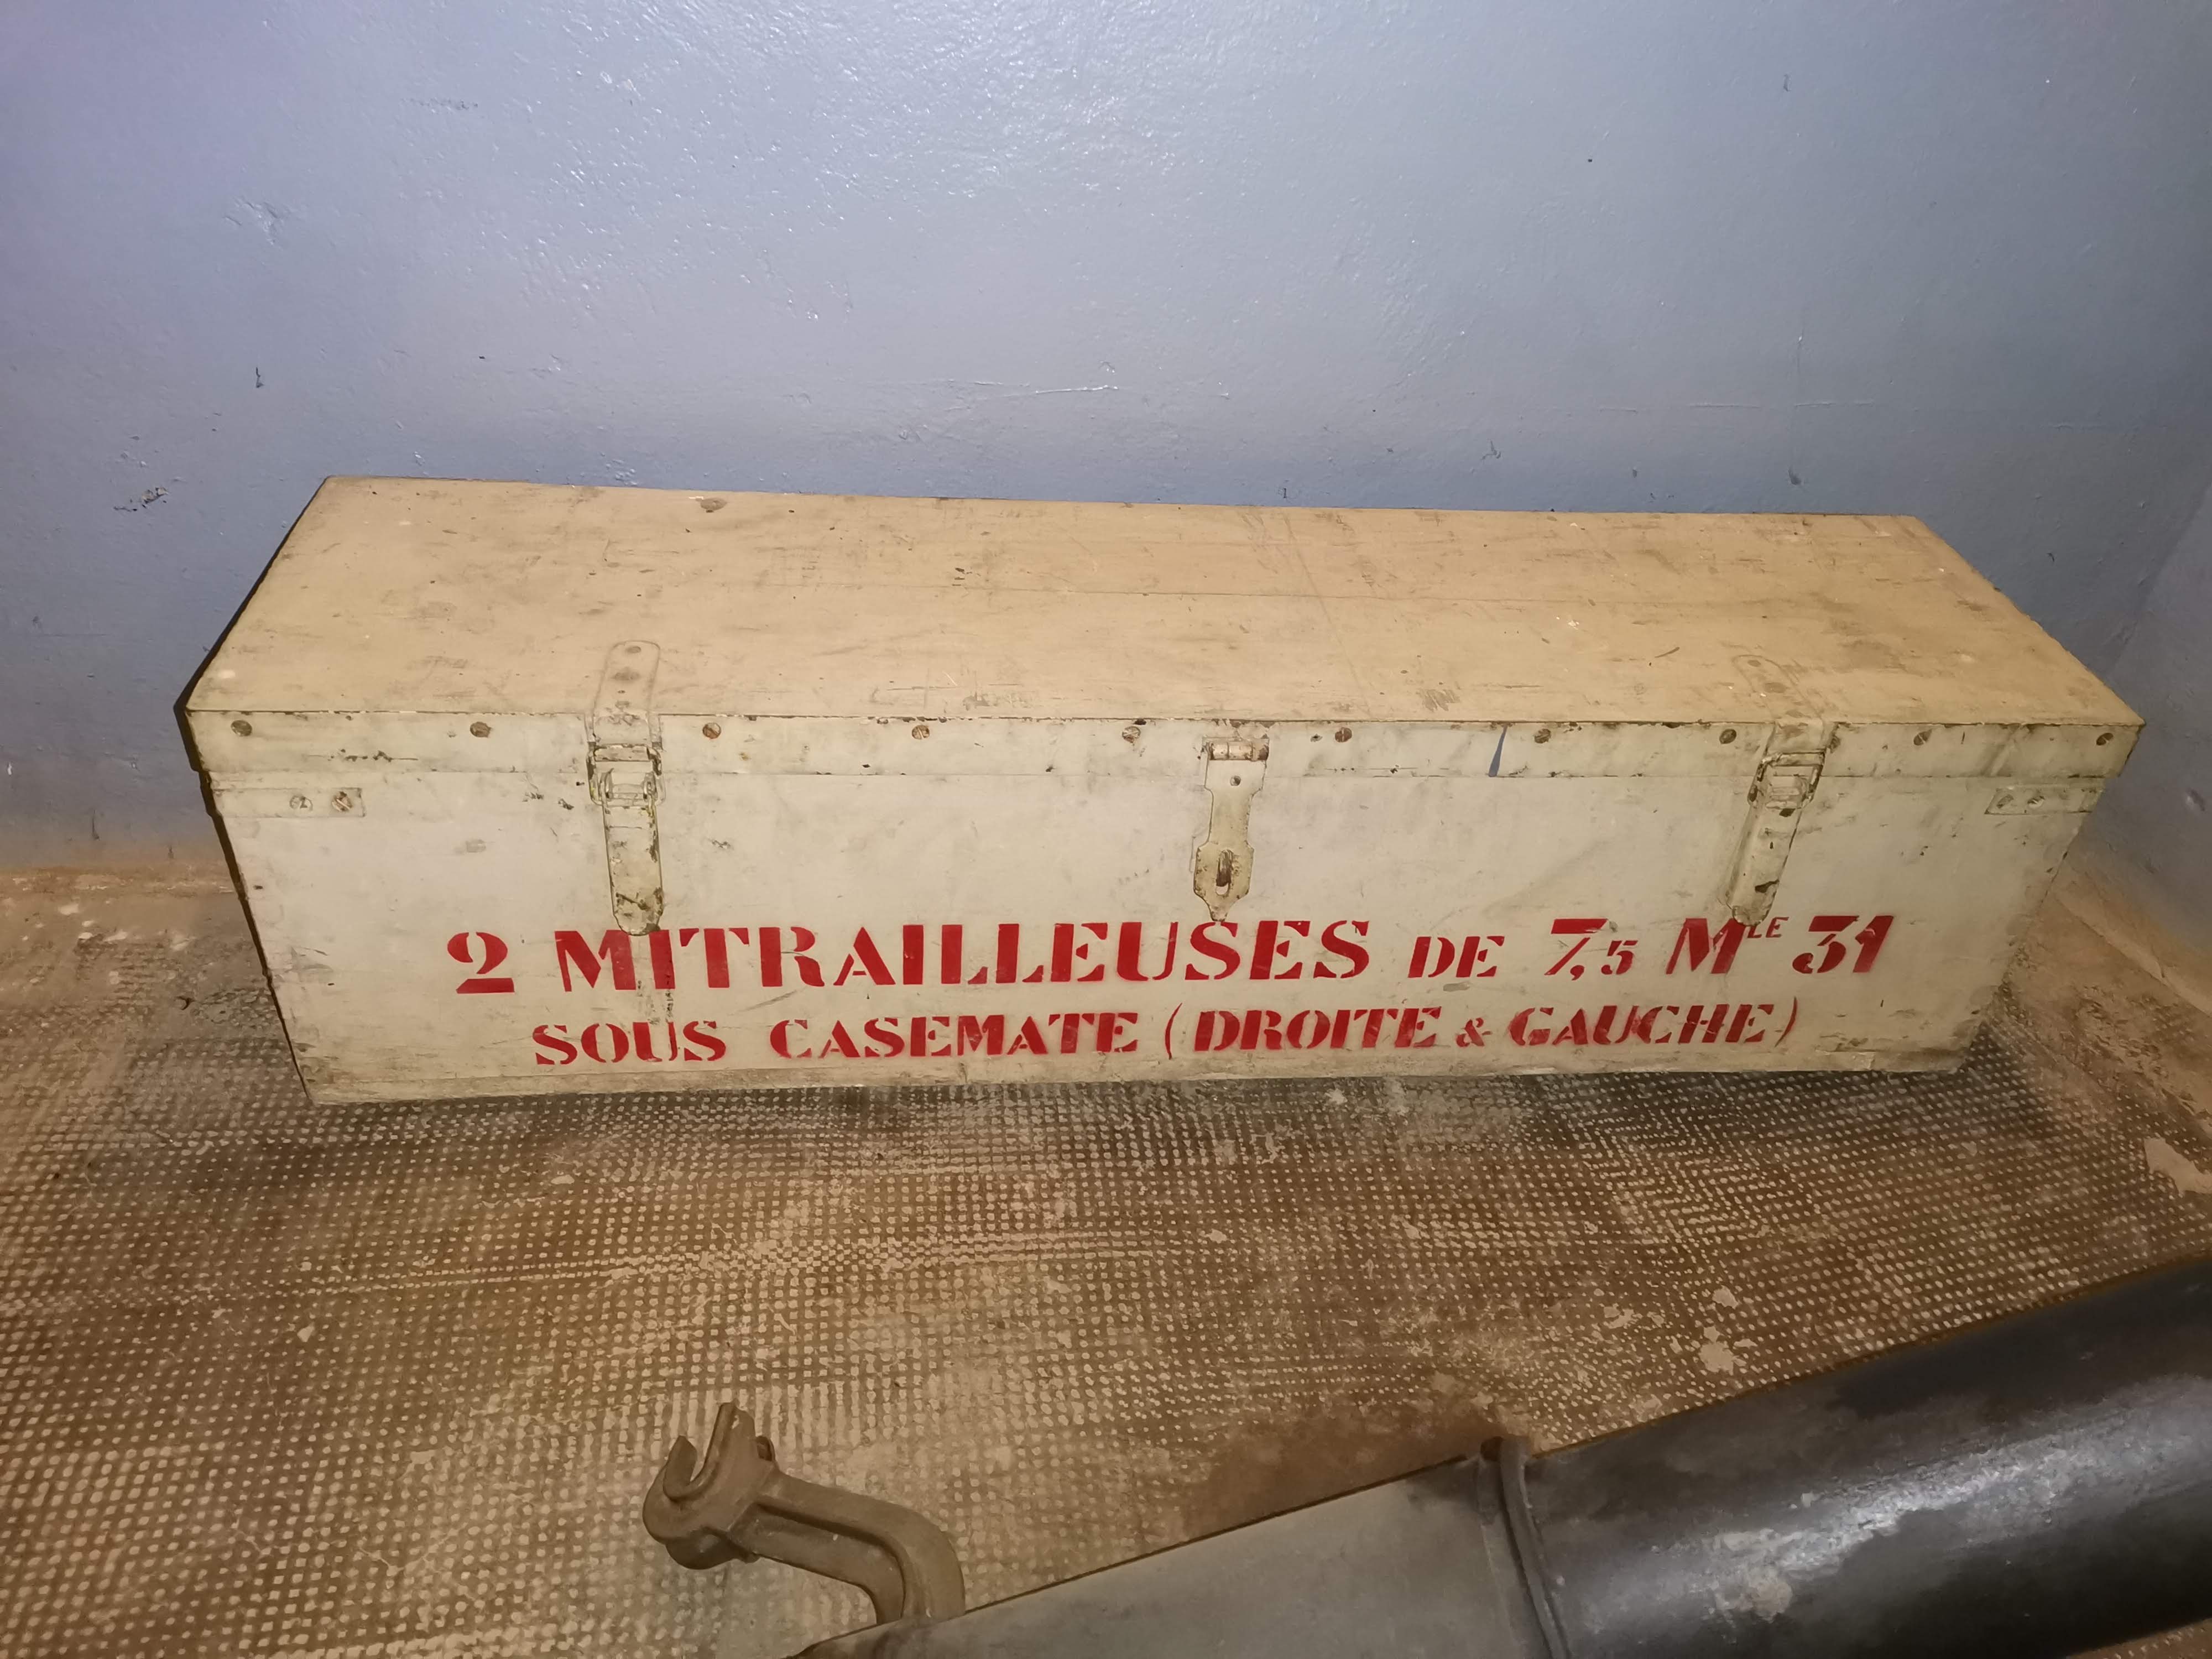 2 MITRAILLEUSES DE 7,5 MLE 31
SOUS CASEMATE (DROITE & GAUCHE)